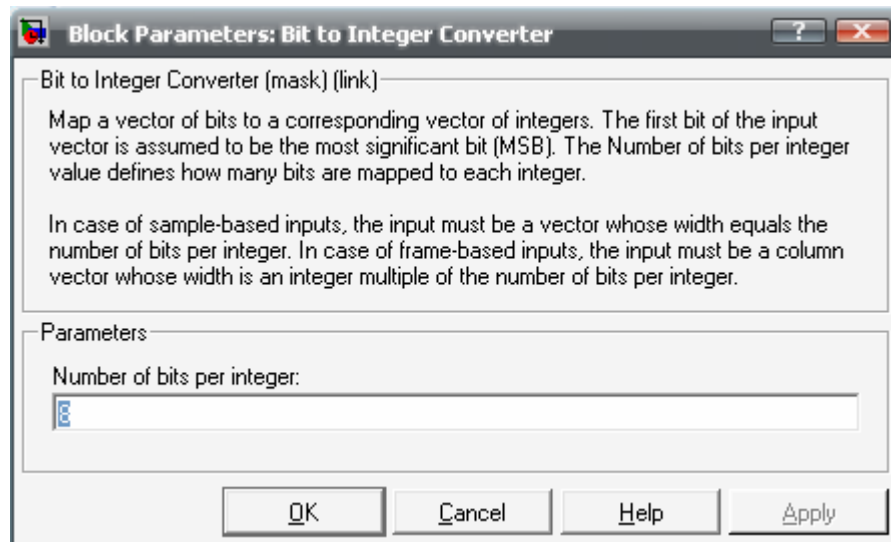 Block Parameters: Bit to Integer Converter
Bit to Integer Converter (mask) (link)
Map a vector of bits to a corresponding vector of integers. The first bit of the input
vector is assumed to be the most significant bit (MSB). The Number of bits per integer
value defines how many bits are mapped to each integer.
In case of sample-based inputs, the input must be a vector whose width equals the
number of bits per integer. In case of frame-based inputs, the input must be a column
vector whose width is an integer multiple of the number of bits per integer.
Parameters
Number of bits per integer:
8
OK Cancel Help Apply